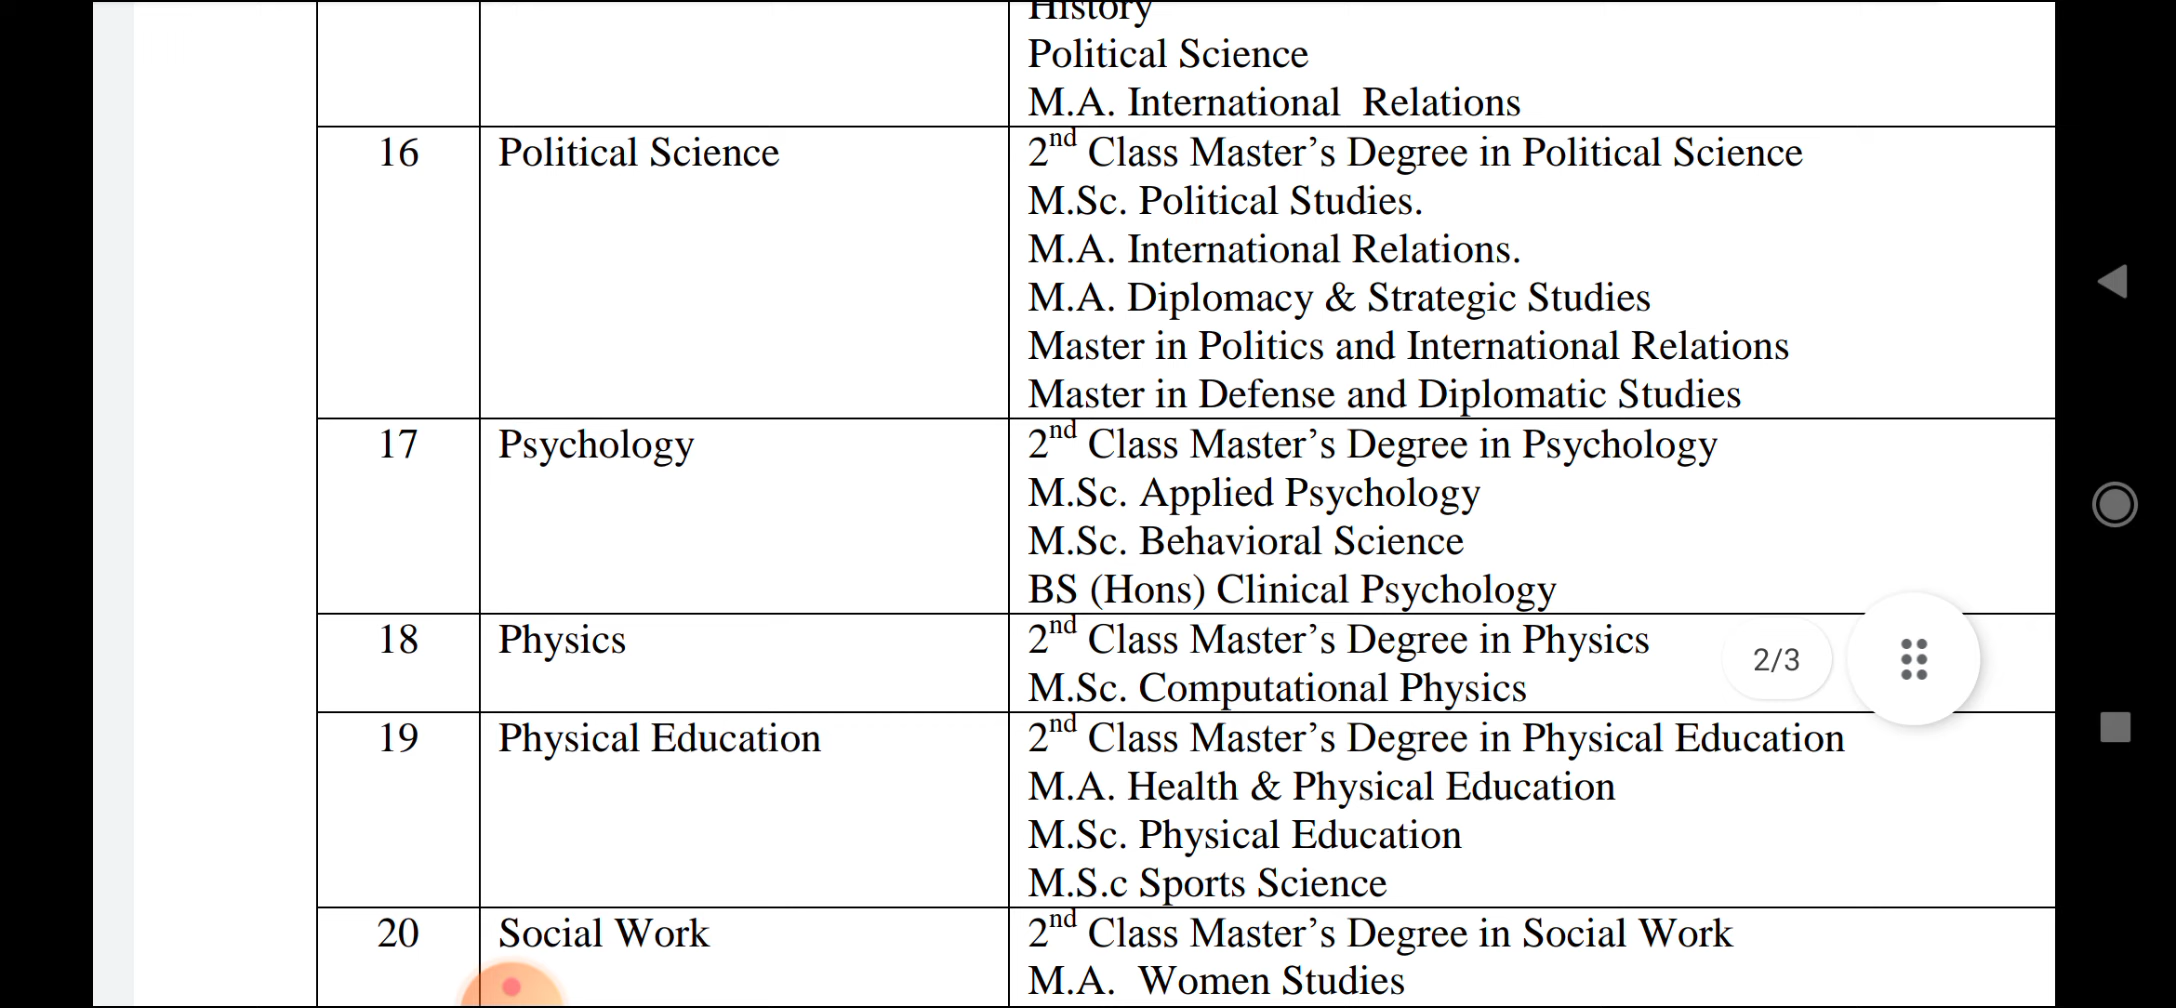 History
Political Science
M.A. International Relations
16 Political Science 2nd Class Master's Degree in Political Science
M.Sc. Political Studies.
M.A. International Relations.
M.A. Diplomacy & Strategic Studies
Master in Politics and International Relations
Master in Defense and Diplomatic Studies
17 Psychology 2nd Class Master's Degree in Psychology
M.Sc. Applied Psychology
M.Sc. Behavioral Science
BS (Hons) Clinical Psychology
18 Physics 2nd Class Master's Degree in Physics
2/3
M.Sc. Computational Physics
19 Physical Education 2nd Class Master's Degree in Physical Education
M.A. Health & Physical Education
M.Sc. Physical Education
M.S.c Sports Science
20 Social Work 2nd Class Master's Degree in Social Work
M.A. Women Studies